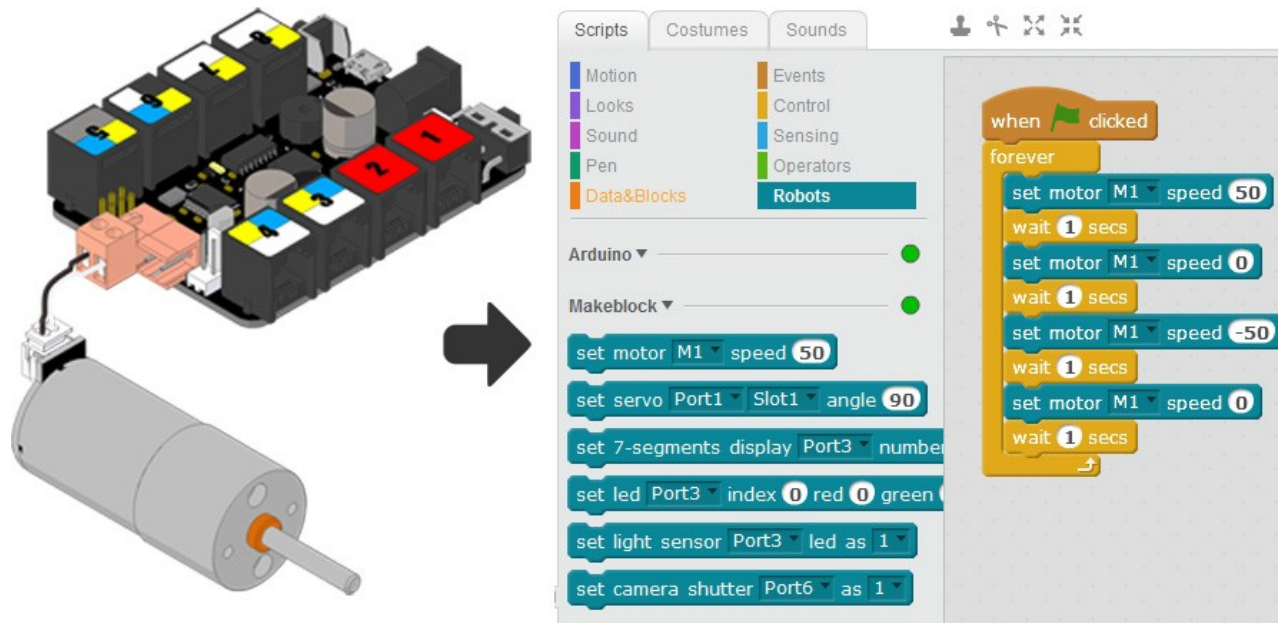 8
7
6
5
1
2
3
4
Scripts
Costumes
Sounds
Motion
Events
Looks
Control
Sound
Sensing
Pen
Operators
Data&Blocks
Robots
Arduino
Makeblock
set motor M1 speed 50
set servo Port1 Slot1 angle 90
set 7-segments display Port3 number
set led Port3 index 0 red 0 green
set light sensor Port3 led as 1
set camera shutter Port6 as 1
when clicked
forever
set motor M1 speed 50
wait 1 secs
set motor M1 speed 0
wait 1 secs
set motor M1 speed -50
wait 1 secs
set motor M1 speed 0
wait 1 secs